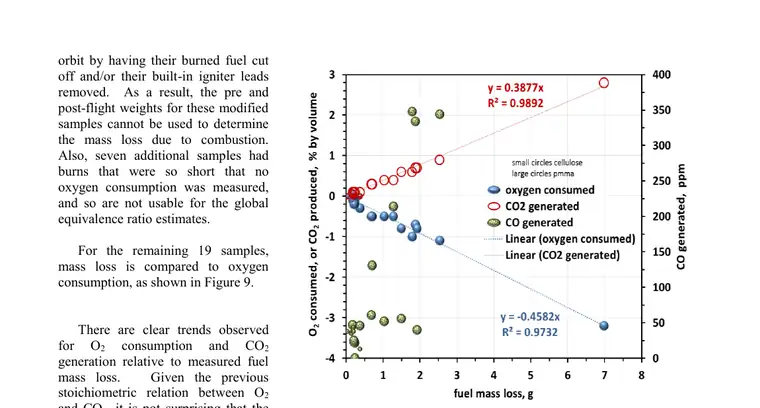 orbit by having their burned fuel cut
off and/or their built-in igniter leads
removed. As a result, the pre and
post-flight weights for these modified
samples cannot be used to determine
the mass loss due to combustion.
Also, seven additional samples had
burns that were so short that no
oxygen consumption was measured,
and so are not usable for the global
equivalence ratio estimates.
For the remaining 19 samples,
mass loss is compared to oxygen
consumption, as shown in Figure 9.
There are clear trends observed
for O₂ consumption and CO₂
generation relative to measured fuel
mass loss. Given the previous
stoichiometric relation between O₂
and CO₂, it is not surprising that the
O₂ consumed, or CO₂ produced, % by volume
3
2
1
0
-1
-2
-3
-4
y = 0.3877x
R² = 0.9892
small circles cellulose
large circles pmma
oxygen consumed
CO2 generated
CO generated
Linear (oxygen consumed)
Linear (CO2 generated)
y = -0.4582x
R² = 0.9732
400
350
300
250
200
150
100
50
0
CO generated, ppm
0 1 2 3 4 5 6 7 8
fuel mass loss, g